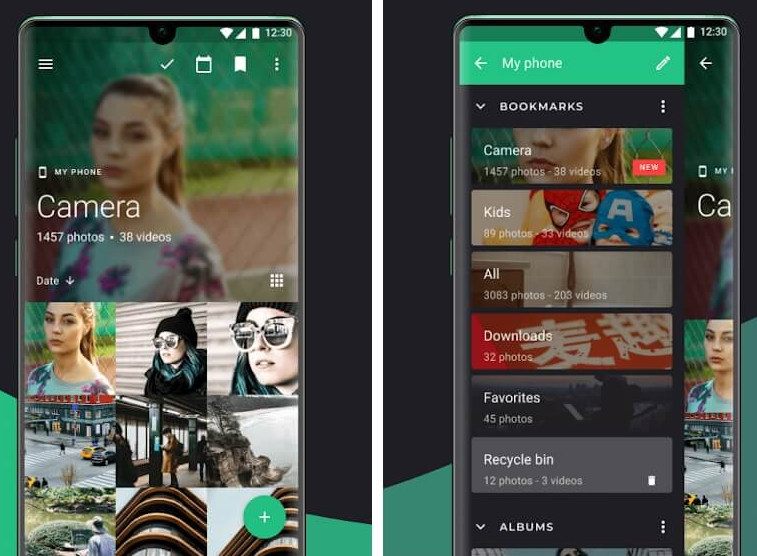 12:30
MY PHONE
Camera
1457 photos • 38 videos
Date
12:30
My phone
BOOKMARKS
Camera
1457 photos - 38 videos
NEW
Kids
89 photos - 33 videos
All
3083 photos - 203 videos
Downloads
32 photos
Favorites
45 photos
Recycle bin
12 photos - 3 videos
ALBUMS
MY
Ca